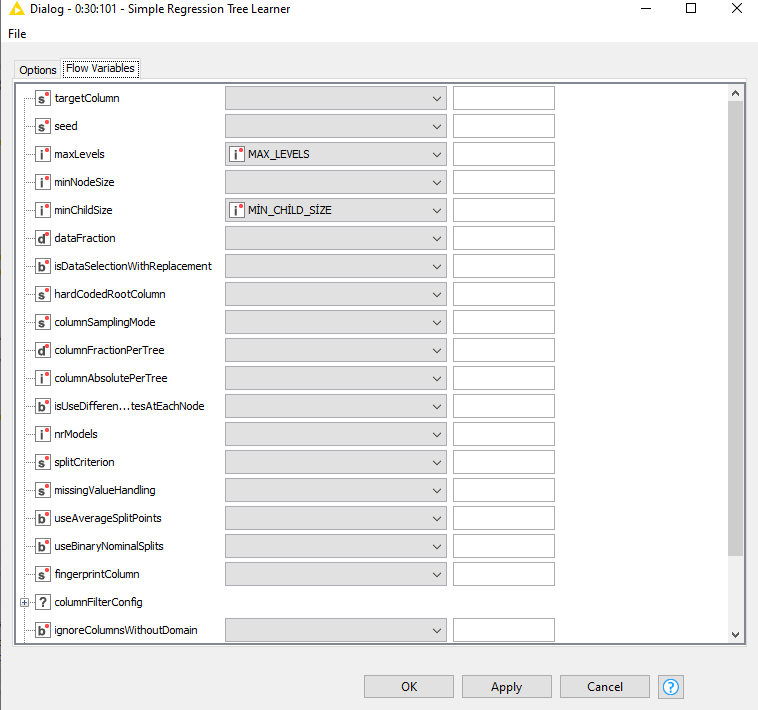 Dialog - 0:30:101 - Simple Regression Tree Learner
File
Options Flow Variables
s targetColumn
s seed
i maxLevels i MAX_LEVELS
i minNodeSize
i minChildSize i MİN_CHİLD_SİZE
d dataFraction
b isDataSelectionWithReplacement
s hardCodedRootColumn
s columnSamplingMode
d columnFractionPerTree
i columnAbsolutePerTree
b isUseDifferen...tesAtEachNode
i nrModels
s splitCriterion
s missingValueHandling
b useAverageSplitPoints
b useBinaryNominalSplits
s fingerprintColumn
? columnFilterConfig
b ignoreColumnsWithoutDomain
OK Apply Cancel ?